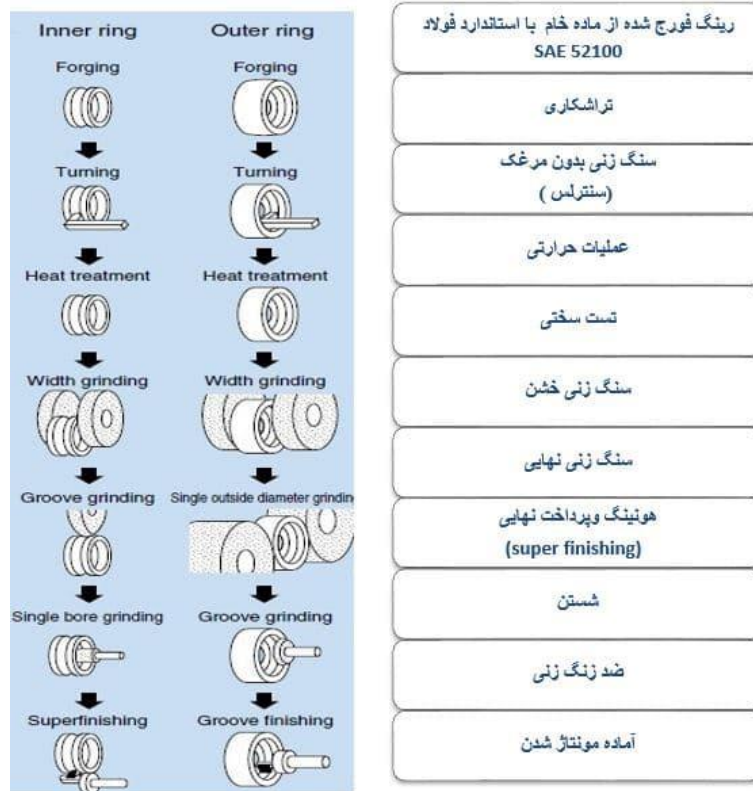 Inner ring
Outer ring
Forging
Forging
Turning
Turning
Heat treatment
Heat treatment
Width grinding
Width grinding
Groove grinding
Single outside diameter grinding
Single bore grinding
Groove grinding
Superfinishing
Groove finishing
رینگ فورج شده از ماده خام با استاندارد فولاد
SAE 52100
تراشکاری
سنگ زنی بدون مرغک
(سنترلس )
عملیات حرارتی
تست سختی
سنگ زنی خشن
سنگ زنی نهایی
هونینگ وپرداخت نهایی
(super finishing)
شستن
ضد زنگ زنی
آماده مونتاژ شدن